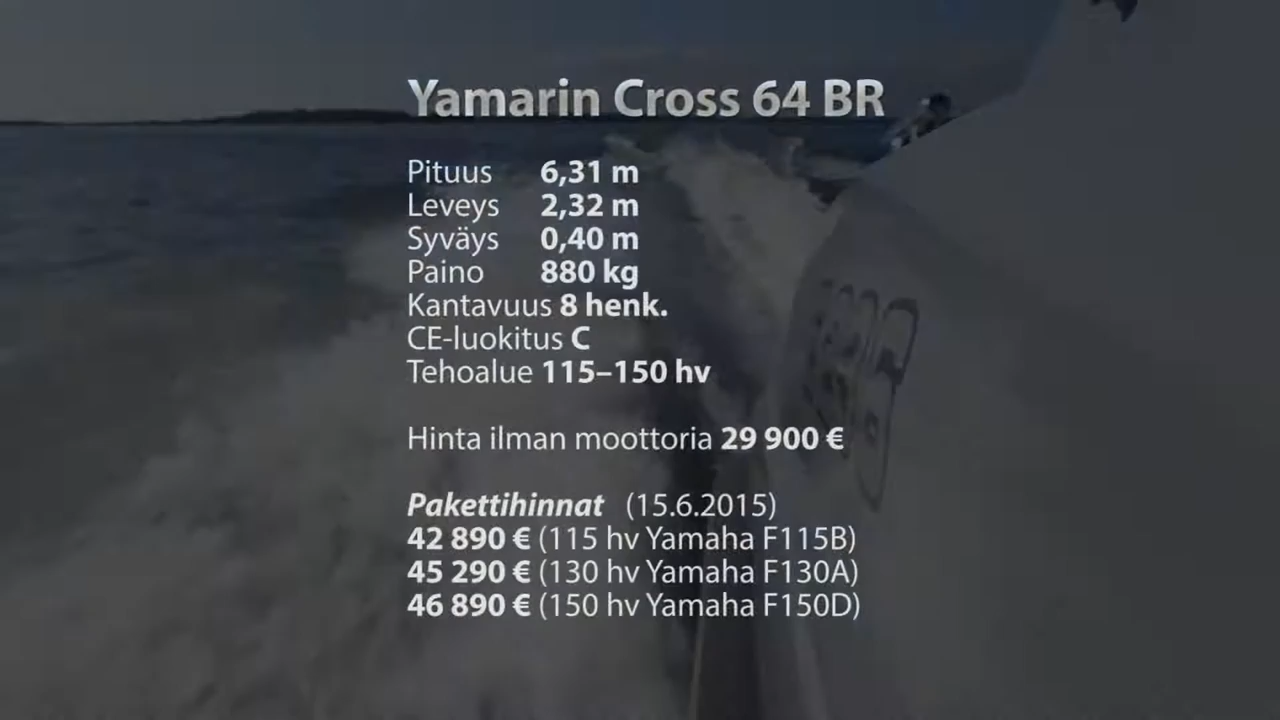 Yamarin Cross 64 BR
Pituus 6,31 m
Leveys 2,32 m
Syväys 0,40 m
Paino 880 kg
Kantavuus 8 henk.
CE-luokitus C
Tehoalue 115–150 hv
Hinta ilman moottoria 29 900 €
Pakettihinnat (15.6.2015)
42 890 € (115 hv Yamaha F115B)
45 290 € (130 hv Yamaha F130A)
46 890 € (150 hv Yamaha F150D)